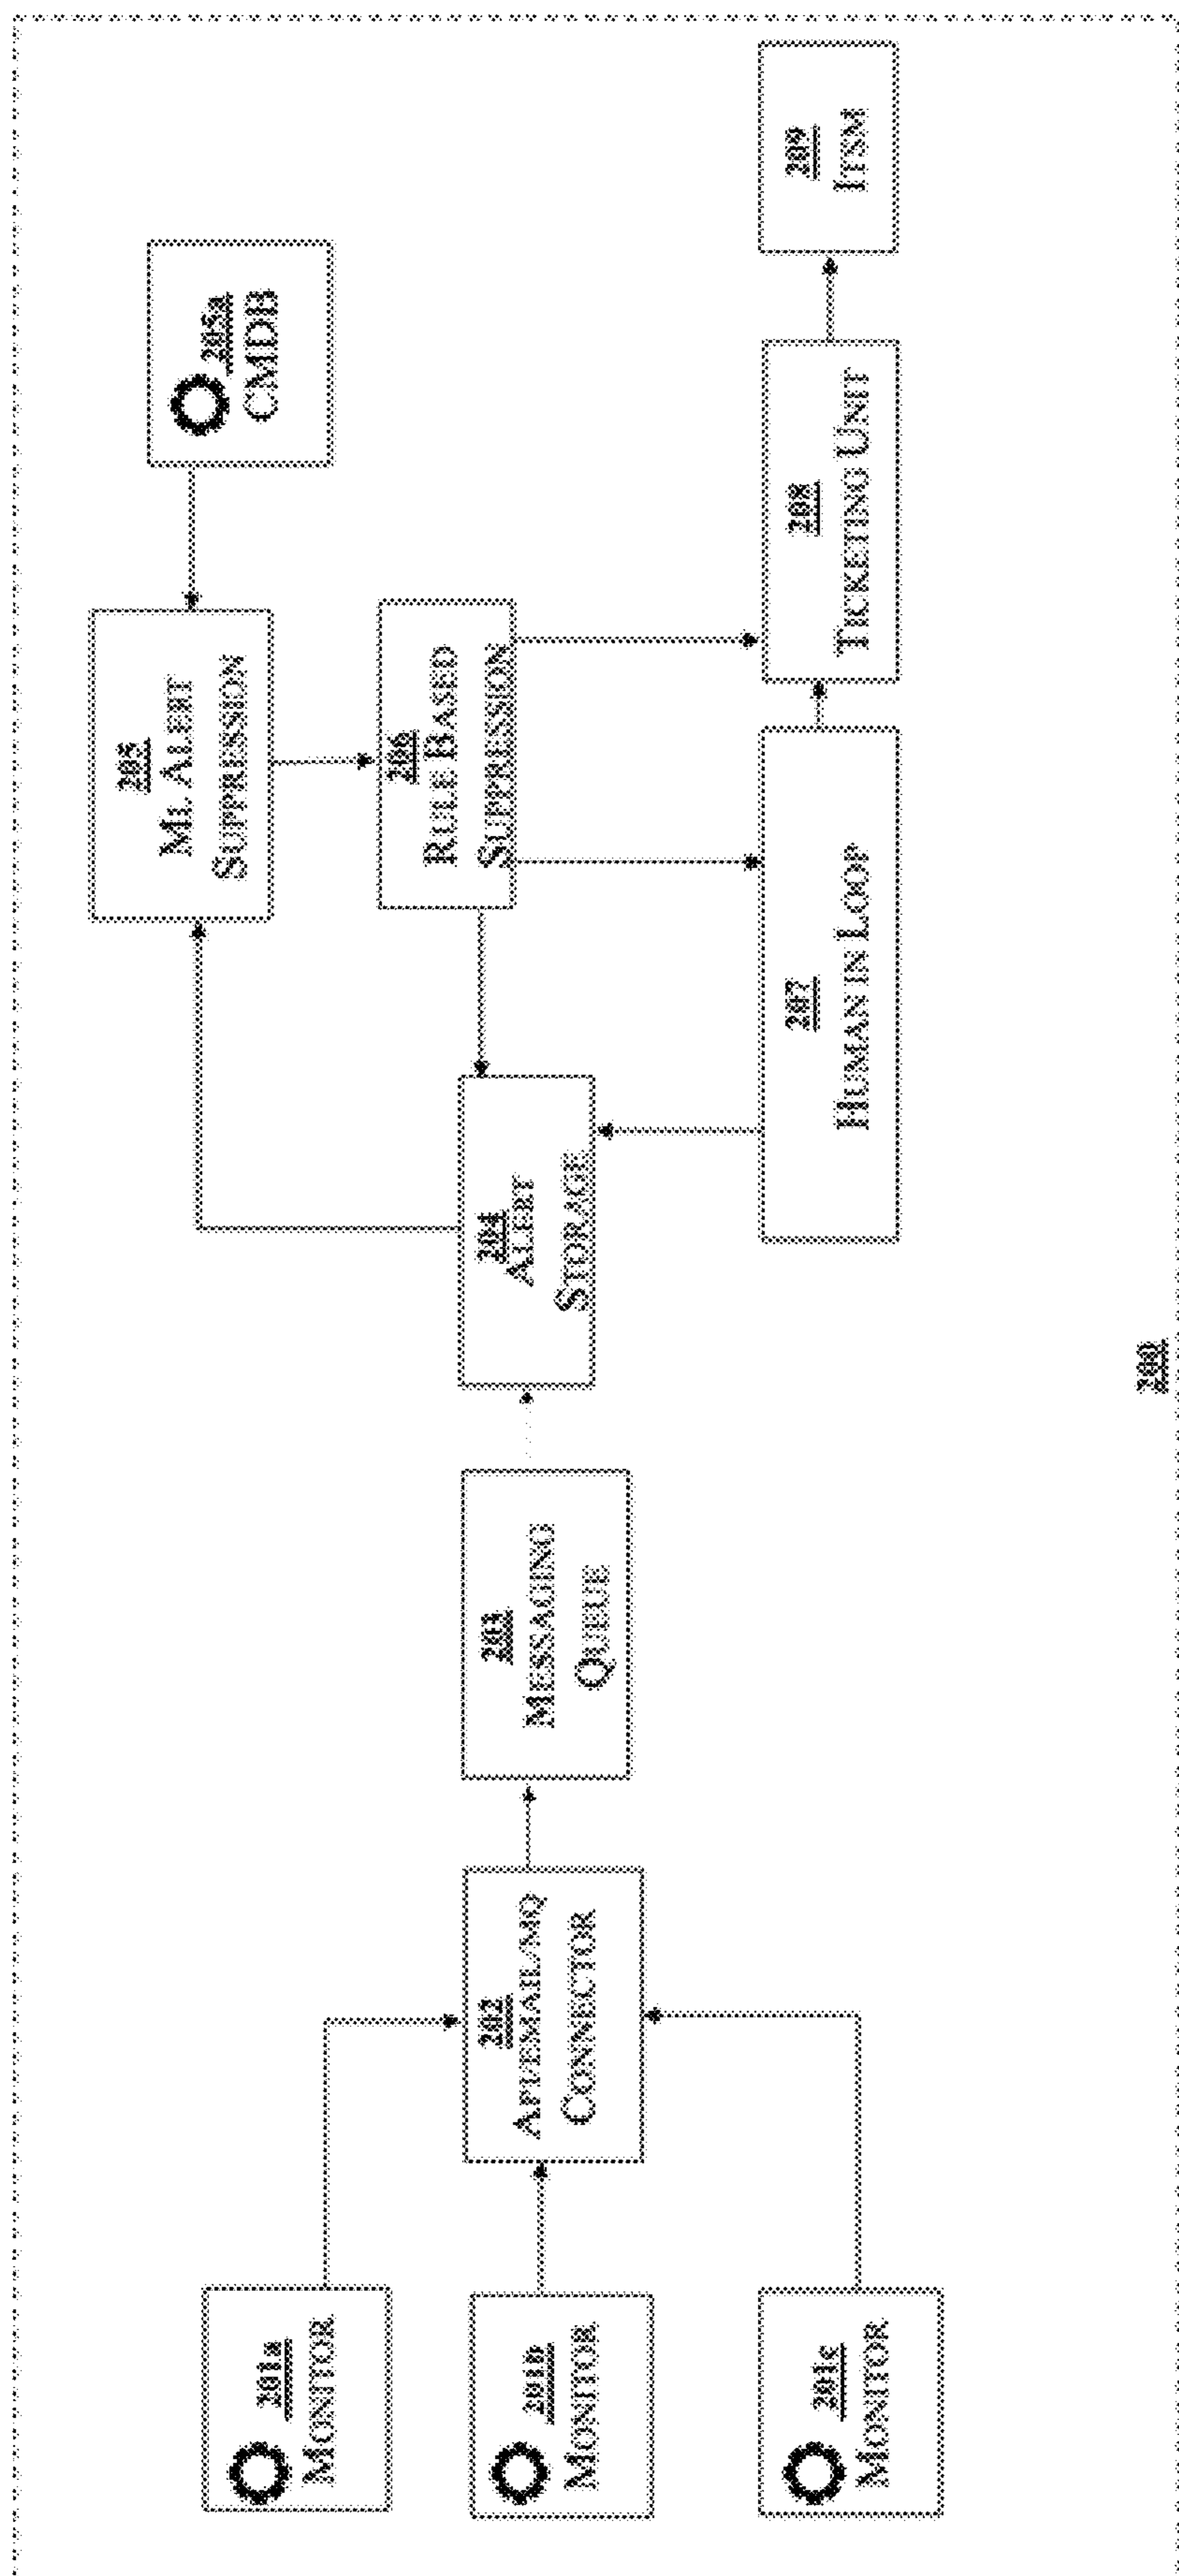 201a
MONITOR
201b
MONITOR
201c
MONITOR
202
API/EMAIL/MQ
CONNECTOR
203
MESSAGING
QUEUE
204
ALERT
STORAGE
205
ML ALERT
SUPPRESSION
205a
CMDB
206
RULE BASED
SUPPRESSION
207
HUMAN IN LOOP
208
TICKETING UNIT
209
ITSM
200